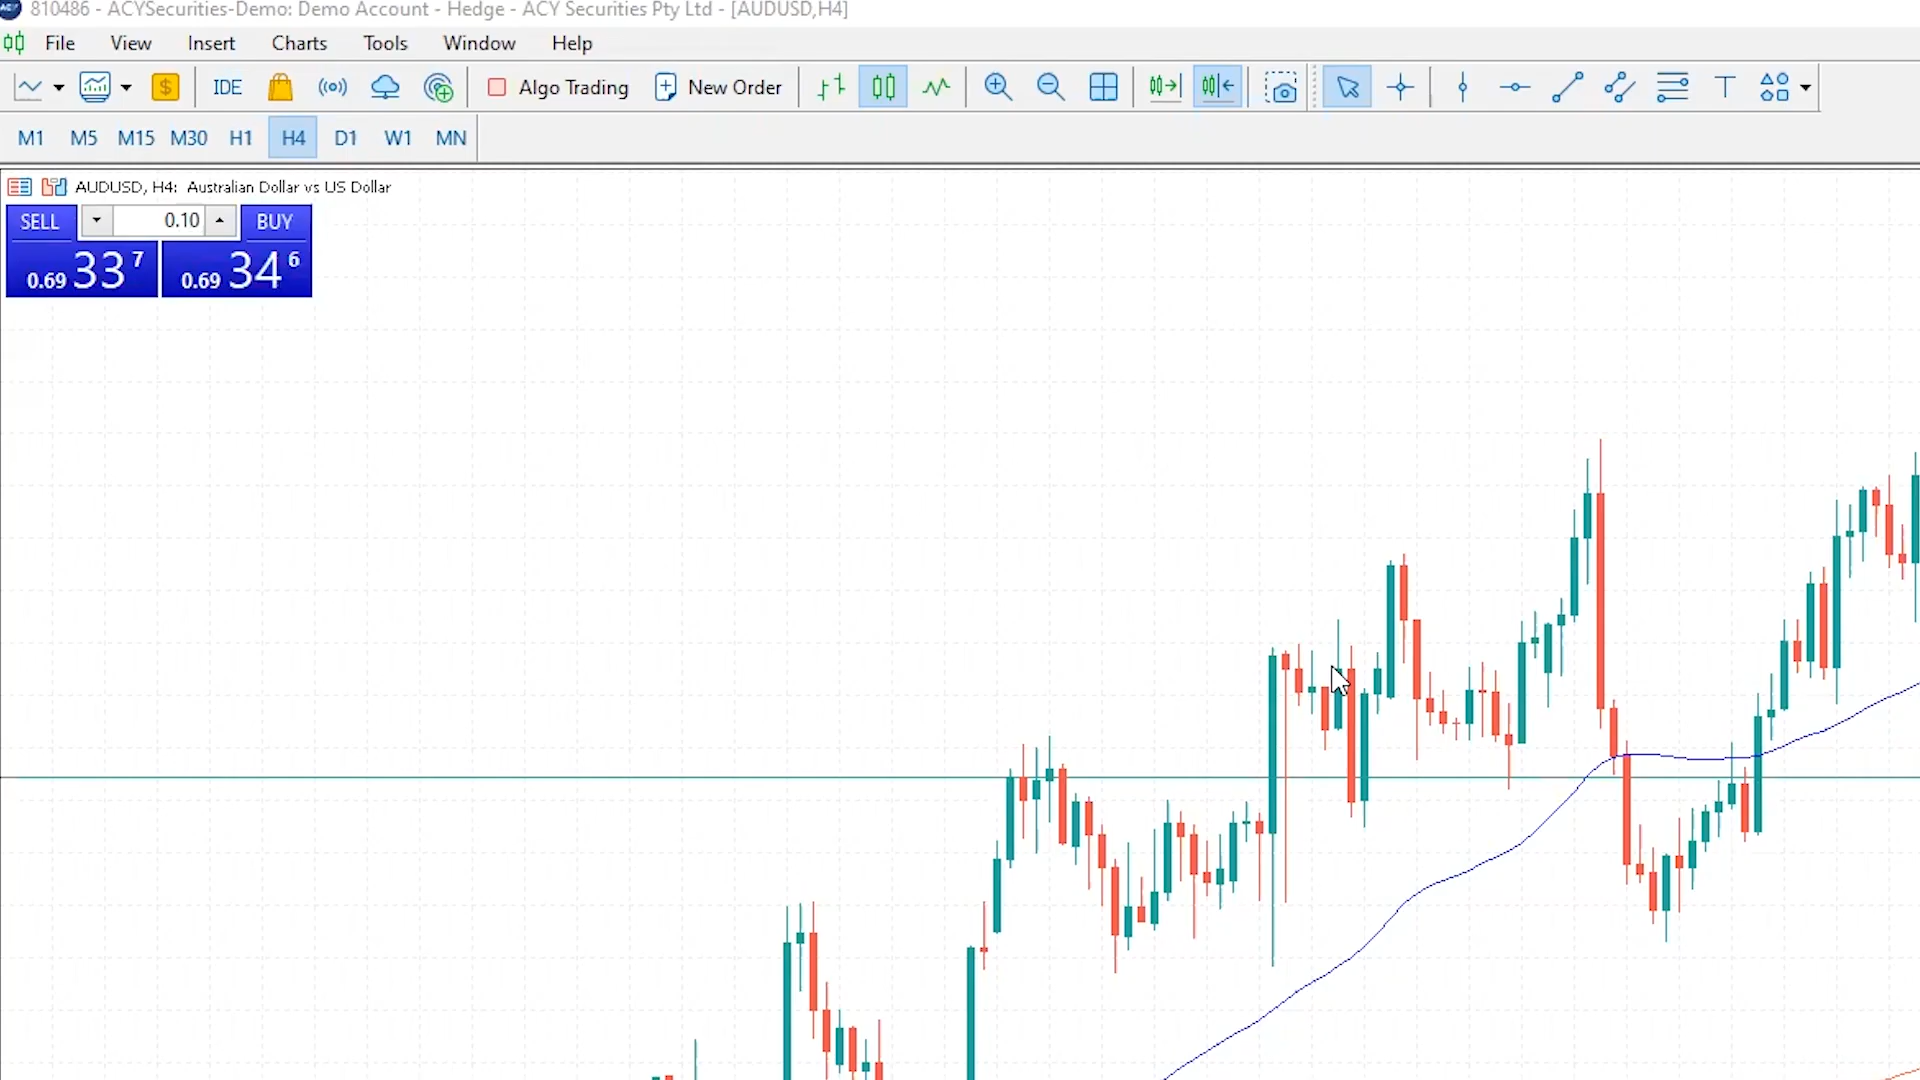 810486 - ACYSecurities-Demo: Demo Account - Hedge - ACY Securities Pty Ltd - [AUDUSD,H4]
File View Insert Charts Tools Window Help
IDE Algo Trading New Order
M1 M5 M15 M30 H1 H4 D1 W1 MN
AUDUSD, H4: Australian Dollar vs US Dollar
SELL 0.10 BUY
0.69 33 7 0.69 34 6